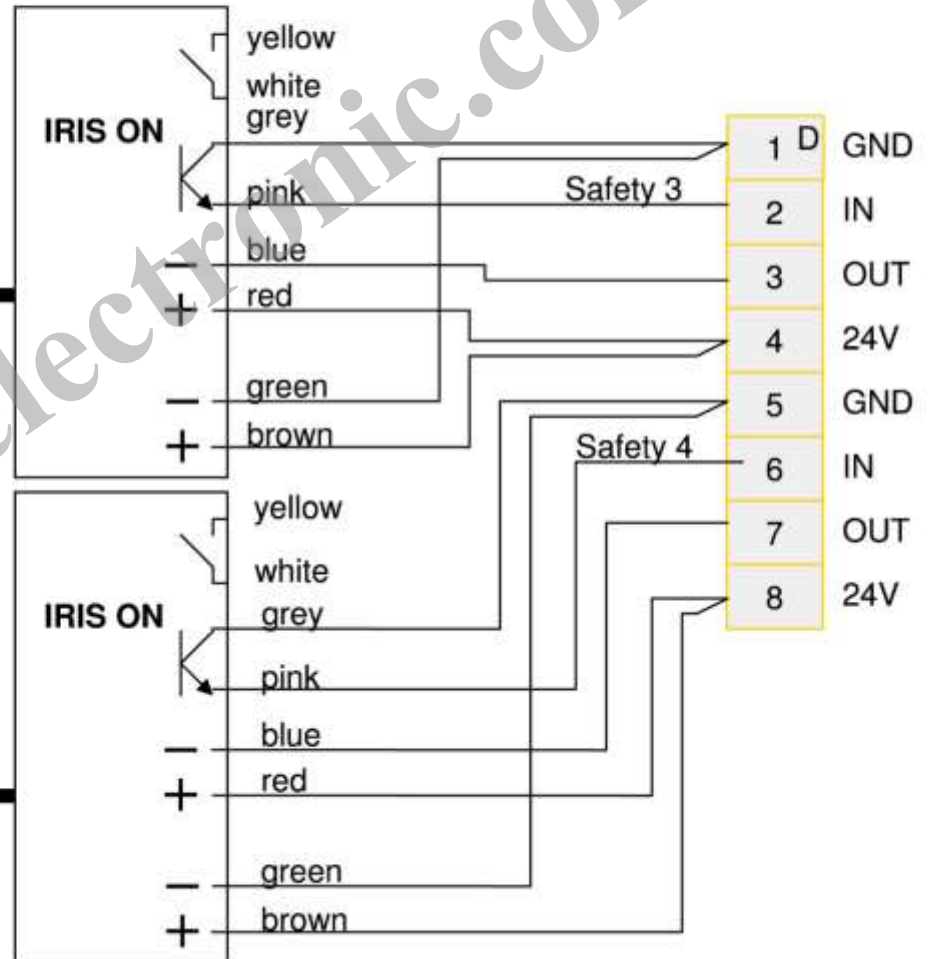 yellow
white
IRIS ON
grey
pink
blue
red
green
brown
Safety 3
1 D GND
2 IN
3 OUT
4 24V
5 GND
Safety 4
6 IN
7 OUT
8 24V
yellow
white
IRIS ON
grey
pink
blue
red
green
brown
electronic.com